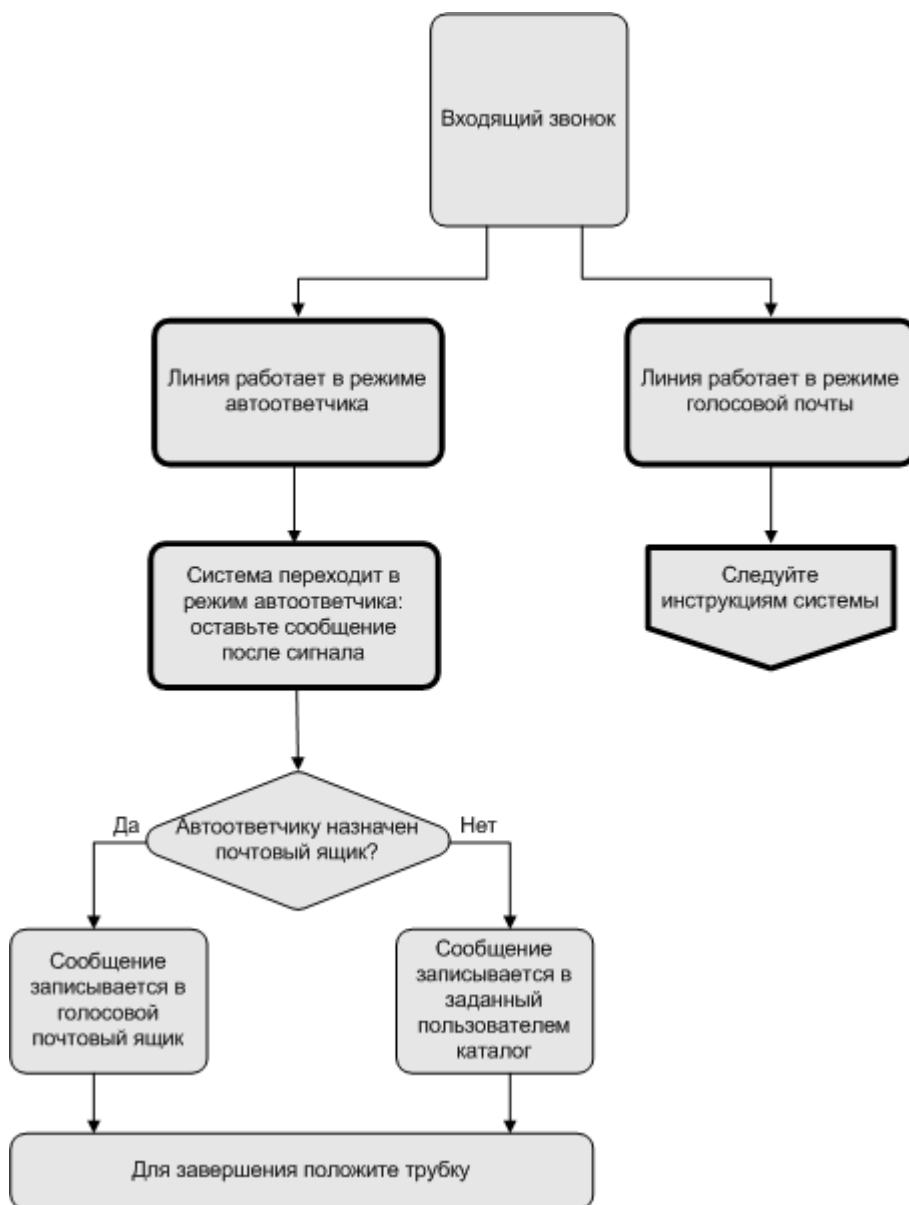 Входящий звонок
Линия работает в режиме
автоответчика
Линия работает в режиме
голосовой почты
Система переходит в
режим автоответчика:
оставьте сообщение
после сигнала
Следуйте
инструкциям системы
Да
Автоответчику назначен
почтовый ящик?
Нет
Сообщение
записывается в
голосовой
почтовый ящик
Сообщение
записывается в
заданный
пользователем
каталог
Для завершения положите трубку